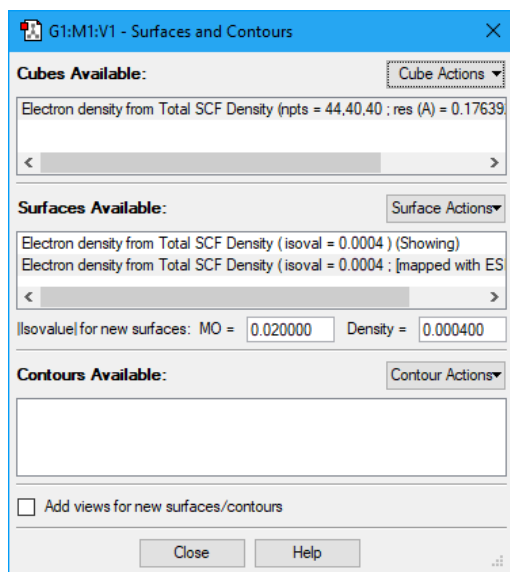 G1:M1:V1 - Surfaces and Contours
Cubes Available:
Cube Actions
Electron density from Total SCF Density (npts = 44,40,40 ; res (A) = 0.17639
Surfaces Available:
Surface Actions
Electron density from Total SCF Density ( isoval = 0.0004 ) (Showing)
Electron density from Total SCF Density ( isoval = 0.0004 ; [mapped with ES
|Isovalue| for new surfaces: MO = 0.020000 Density = 0.000400
Contours Available:
Contour Actions
Add views for new surfaces/contours
Close Help